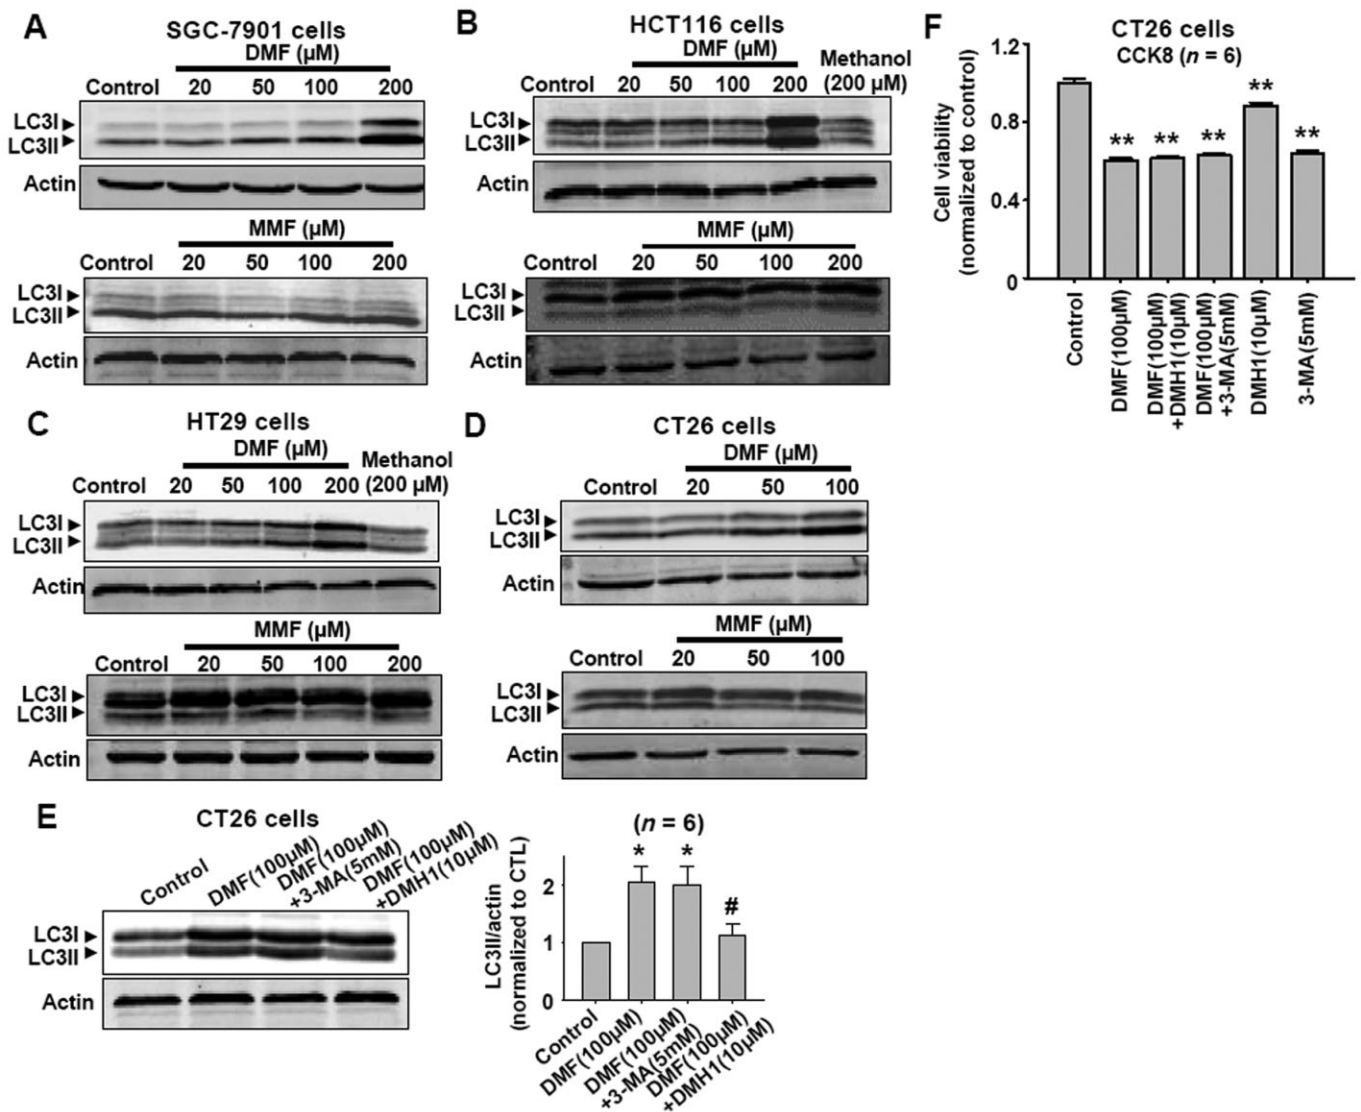 A
SGC-7901 cells
DMF (µM)
Control 20 50 100 200
LC3I
LC3II
Actin
MMF (µM)
Control 20 50 100 200
LC3I
LC3II
Actin
B
HCT116 cells
DMF (µM) Methanol
Control 20 50 100 200 (200 µM)
LC3I
LC3II
Actin
MMF (µM)
Control 20 50 100 200
LC3I
LC3II
Actin
C
HT29 cells
DMF (µM) Methanol
Control 20 50 100 200 (200 µM)
LC3I
LC3II
Actin
MMF (µM)
Control 20 50 100 200
LC3I
LC3II
Actin
D
CT26 cells
DMF (µM)
Control 20 50 100
LC3I
LC3II
Actin
MMF (µM)
Control 20 50 100
LC3I
LC3II
Actin
E
CT26 cells
Control
DMF(100µM)
DMF(100µM)
+3-MA(5mM)
DMF(100µM)
+DMH1(10µM)
LC3I
LC3II
Actin
(n = 6)
LC3II/actin
(normalized to CTL)
2
1
0
* * #
Control
DMF(100µM)
DMF(100µM)
+3-MA(5mM)
DMF(100µM)
+DMH1(10µM)
F
CT26 cells
CCK8 (n = 6)
Cell viability
(normalized to control)
1.2
0.8
0.4
0
** ** ** ** **
Control
DMF(100µM)
DMF(100µM)
+DMH1(10µM)
DMF(100µM)
+3-MA(5mM)
DMH1(10µM)
3-MA(5mM)